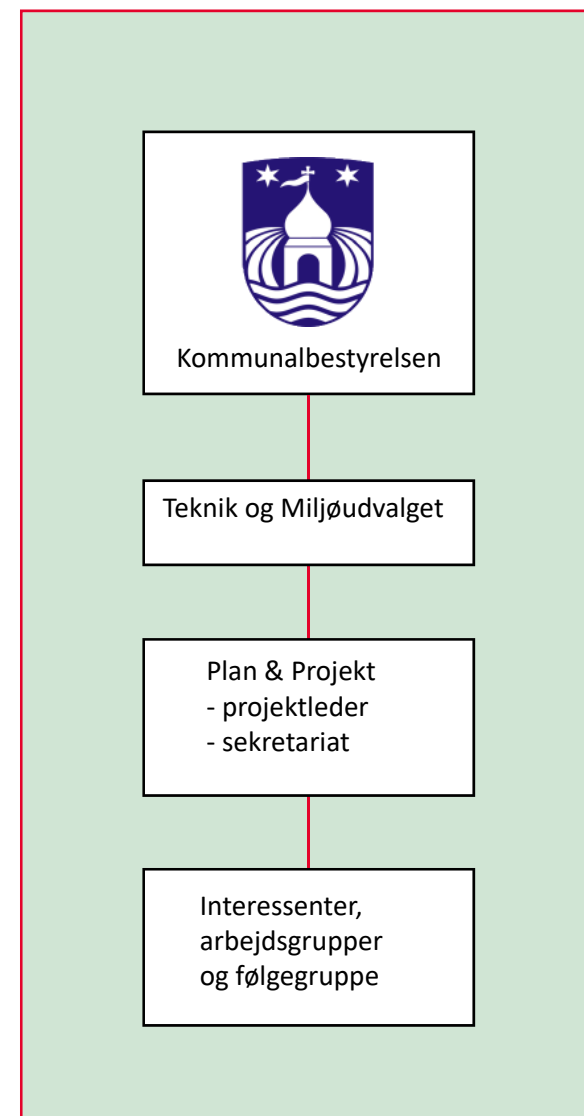 Kommunalbestyrelsen
Teknik og Miljøudvalget
Plan & Projekt
- projektleder
- sekretariat
Interessenter,
arbejdsgrupper
og følgegruppe